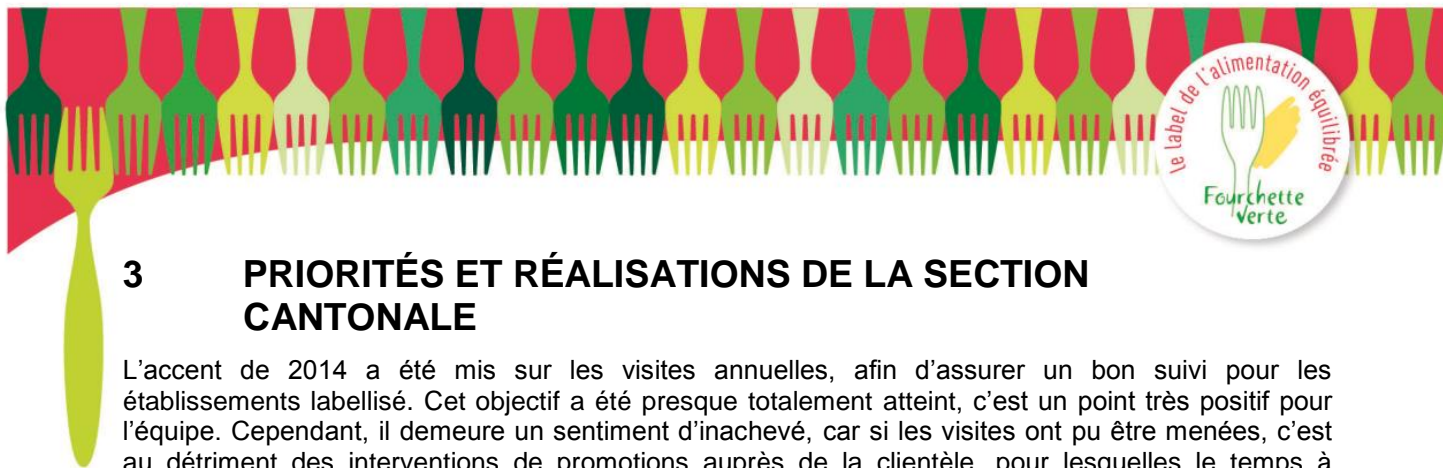 le label de l'alimentation équilibrée
Fourchette
verte
3 PRIORITÉS ET RÉALISATIONS DE LA SECTION
CANTONALE
L'accent de 2014 a été mis sur les visites annuelles, afin d'assurer un bon suivi pour les
établissements labellisé. Cet objectif a été presque totalement atteint, c'est un point très positif pour
l'équipe. Cependant, il demeure un sentiment d'inachevé, car si les visites ont pu être menées, c'est
au détriment des interventions de promotions auprès de la clientèle, pour lesquelles le temps à